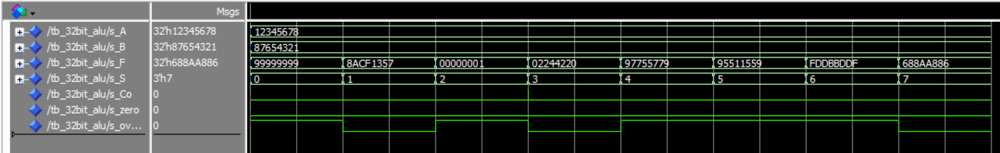 Msgs
/tb_32bit_alu/s_A 32'h12345678 12345678
/tb_32bit_alu/s_B 32'h87654321 87654321
/tb_32bit_alu/s_F 32'h688AA886 99999999 8ACF1357 00000001 02244220 97755779 95511559 FDDBBDDF 688AA886
/tb_32bit_alu/s_S 3'h7 0 1 2 3 4 5 6 7
/tb_32bit_alu/s_Co 0
/tb_32bit_alu/s_zero 0
/tb_32bit_alu/s_ov... 0